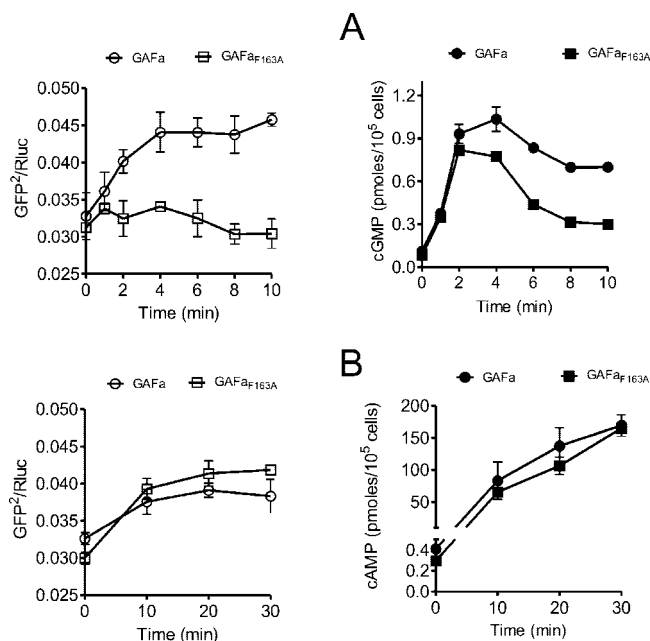 A
GAFa GAFa_F163A
GFP²/Rluc
0.050
0.045
0.040
0.035
0.030
0.025
0 2 4 6 8 10
Time (min)
GAFa GAFa_F163A
cGMP (pmoles/10⁵ cells)
1.2
0.9
0.6
0.3
0.0
0 2 4 6 8 10
Time (min)
B
GAFa GAFa_F163A
GFP²/Rluc
0.050
0.045
0.040
0.035
0.030
0.025
0 10 20 30
Time (min)
GAFa GAFa_F163A
cAMP (pmoles/10⁵ cells)
200
150
100
50
0.4
0.2
0.0
0 10 20 30
Time (min)